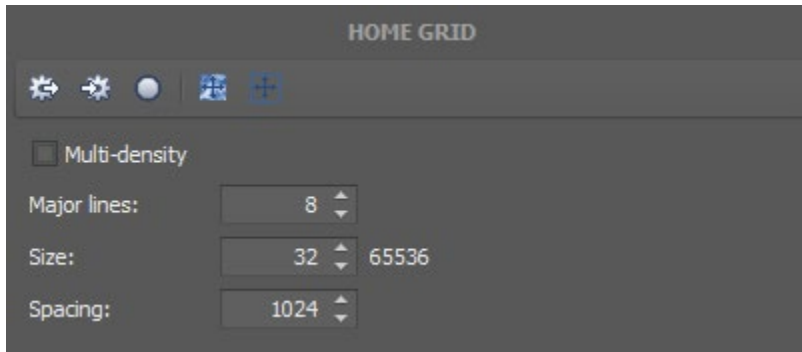 HOME GRID
Multi-density
Major lines: 8
Size: 32 65536
Spacing: 1024